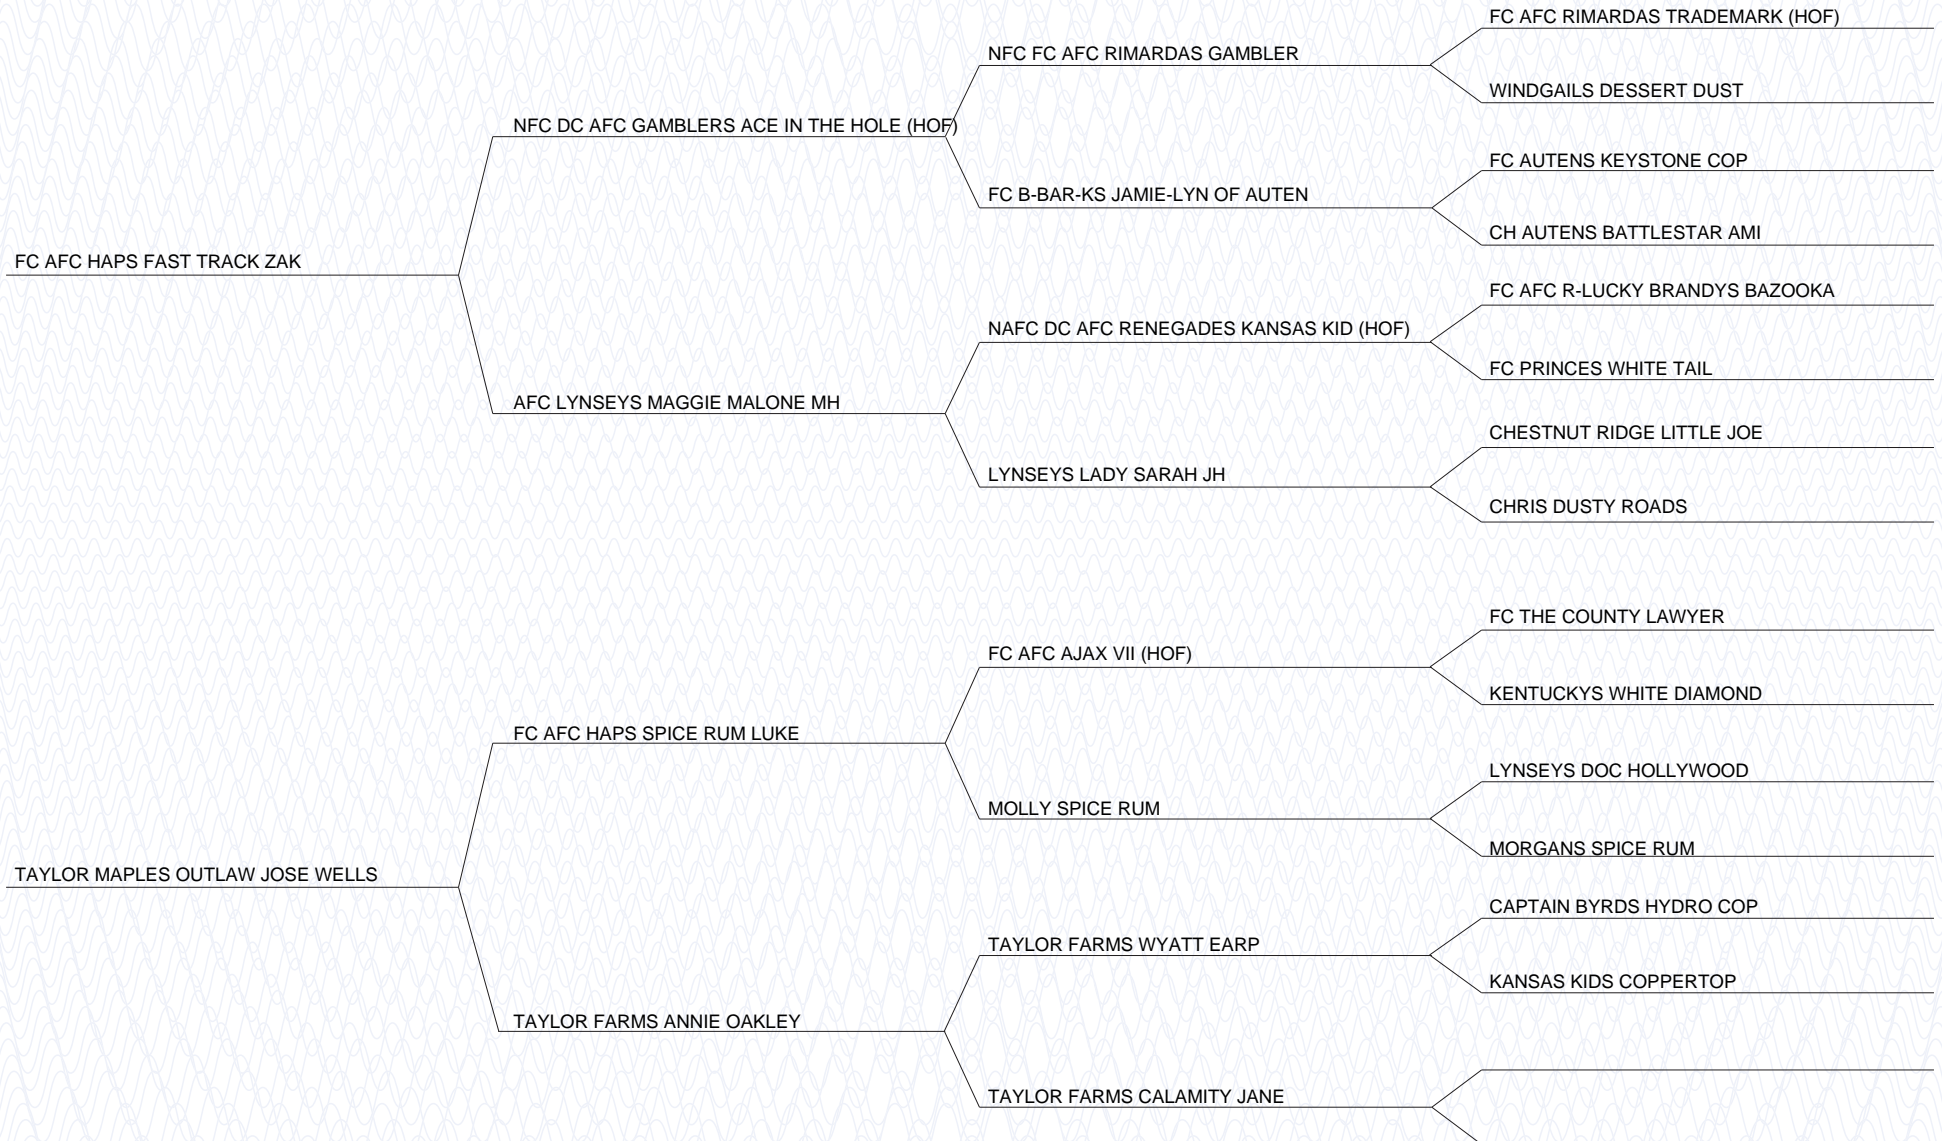 FC AFC RIMARDAS TRADEMARK (HOF)
NFC FC AFC RIMARDAS GAMBLER
WINDGAILS DESSERT DUST
NFC DC AFC GAMBLERS ACE IN THE HOLE (HOF)
FC AUTENS KEYSTONE COP
FC B-BAR-KS JAMIE-LYN OF AUTEN
CH AUTENS BATTLESTAR AMI
FC AFC HAPS FAST TRACK ZAK
FC AFC R-LUCKY BRANDYS BAZOOKA
NAFC DC AFC RENEGADES KANSAS KID (HOF)
FC PRINCES WHITE TAIL
AFC LYNSEYS MAGGIE MALONE MH
CHESTNUT RIDGE LITTLE JOE
LYNSEYS LADY SARAH JH
CHRIS DUSTY ROADS
FC THE COUNTY LAWYER
FC AFC AJAX VII (HOF)
KENTUCKYS WHITE DIAMOND
FC AFC HAPS SPICE RUM LUKE
LYNSEYS DOC HOLLYWOOD
MOLLY SPICE RUM
MORGANS SPICE RUM
TAYLOR MAPLES OUTLAW JOSE WELLS
CAPTAIN BYRDS HYDRO COP
TAYLOR FARMS WYATT EARP
KANSAS KIDS COPPERTOP
TAYLOR FARMS ANNIE OAKLEY
TAYLOR FARMS CALAMITY JANE